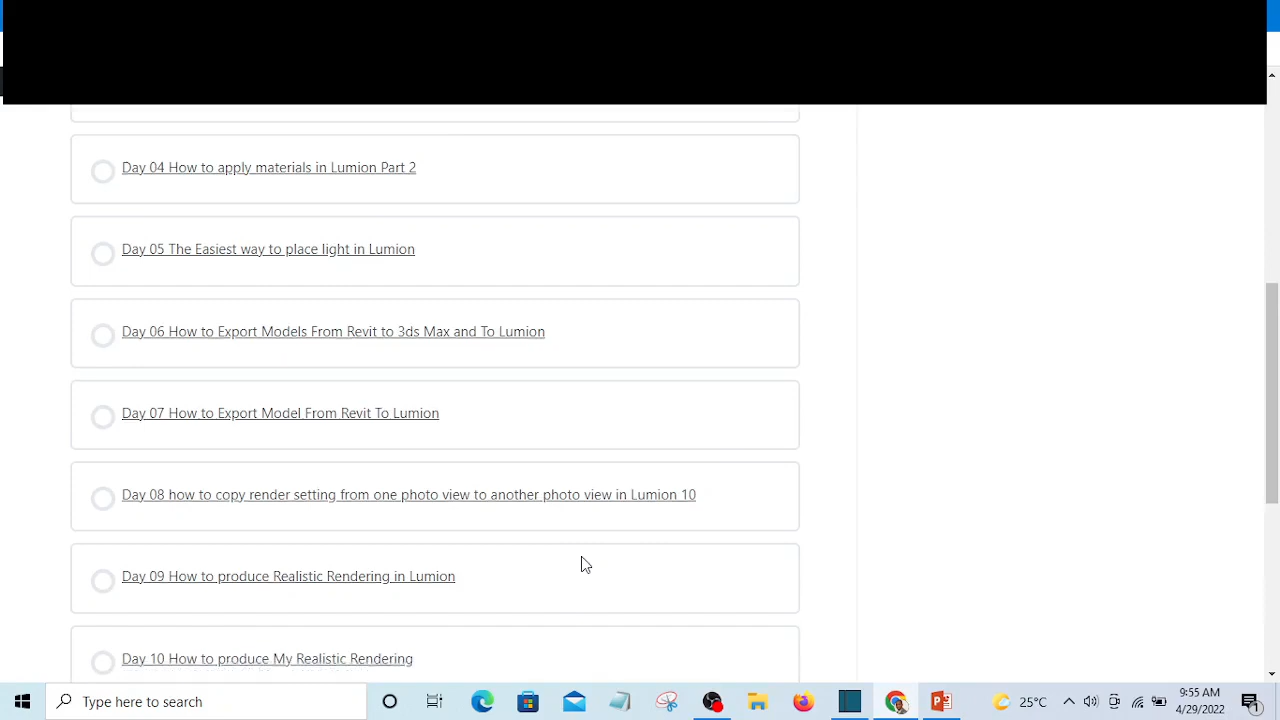 Day 04 How to apply materials in Lumion Part 2
Day 05 The Easiest way to place light in Lumion
Day 06 How to Export Models From Revit to 3ds Max and To Lumion
Day 07 How to Export Model From Revit To Lumion
Day 08 how to copy render setting from one photo view to another photo view in Lumion 10
Day 09 How to produce Realistic Rendering in Lumion
Day 10 How to produce My Realistic Rendering
Type here to search
25°C
9:55 AM
4/29/2022
1